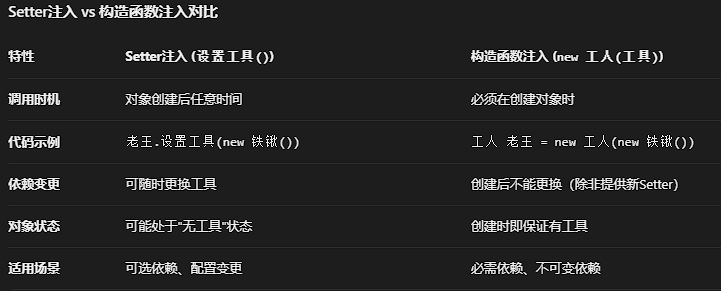 Setter注入 vs 构造函数注入对比
特性 Setter注入 (设置工具()) 构造函数注入 (new 工人(工具))
调用时机 对象创建后任意时间 必须在创建对象时
代码示例 老王.设置工具(new 铁锹()) 工人 老王 = new 工人(new 铁锹())
依赖变更 可随时更换工具 创建后不能更换（除非提供新Setter）
对象状态 可能处于"无工具"状态 创建时即保证有工具
适用场景 可选依赖、配置变更 必需依赖、不可变依赖